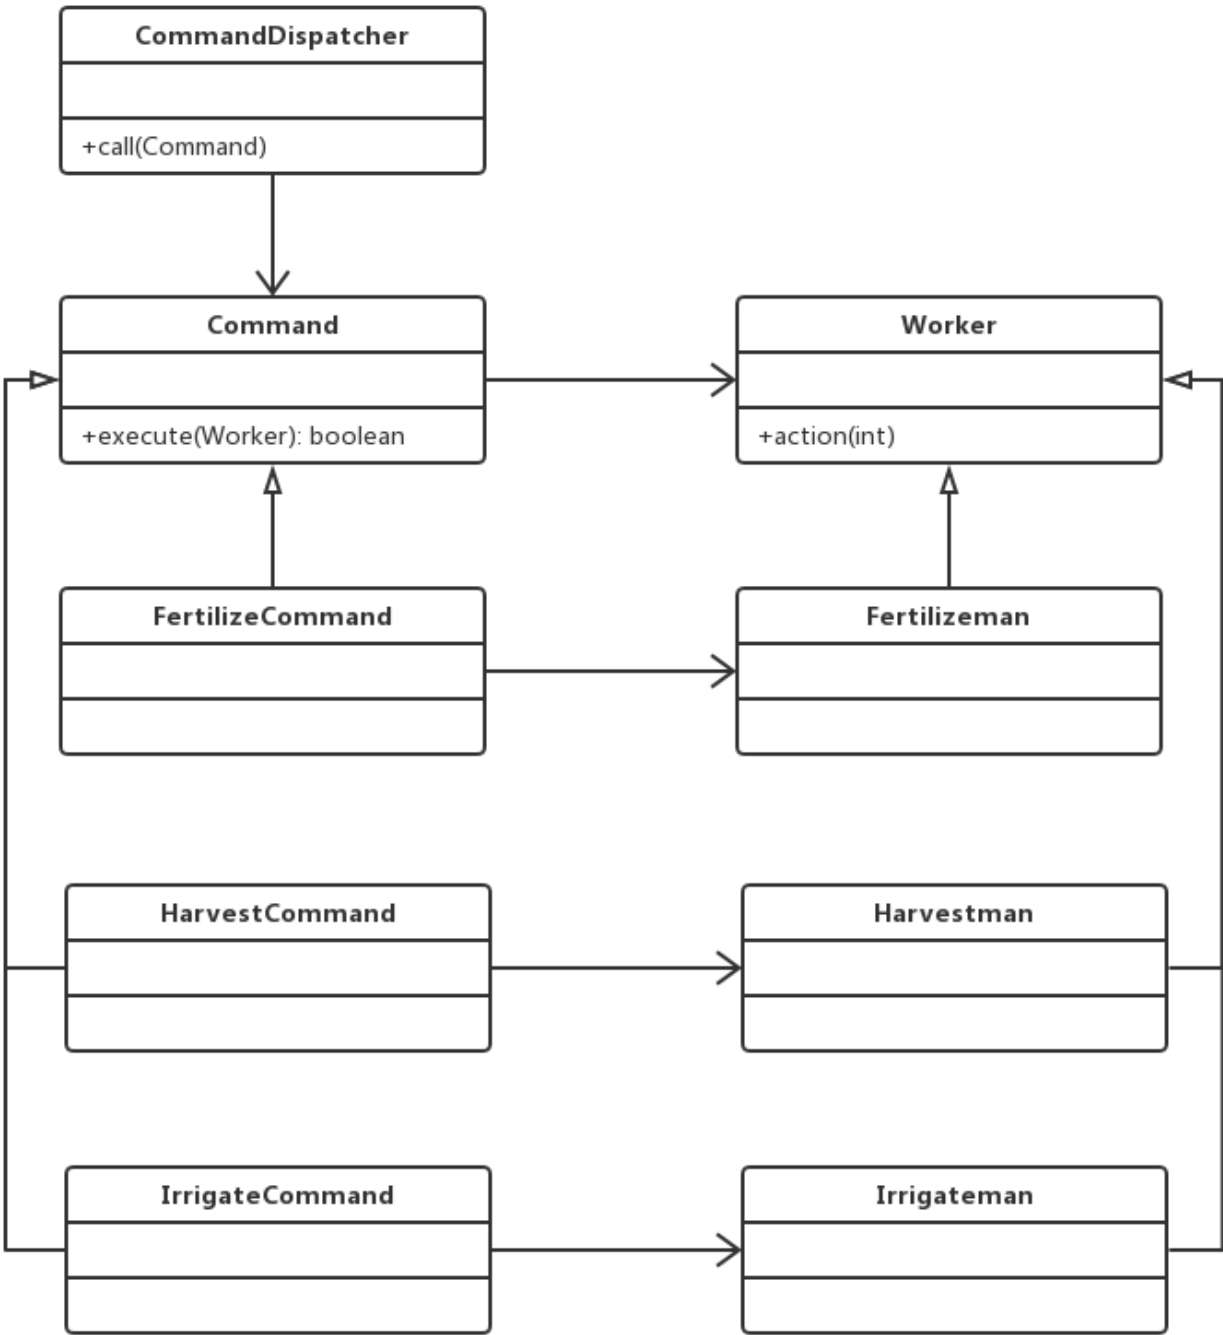 CommandDispatcher
+call(Command)
Command
Worker
+execute(Worker): boolean
+action(int)
FertilizeCommand
Fertilizeman
HarvestCommand
Harvestman
IrrigateCommand
Irrigateman